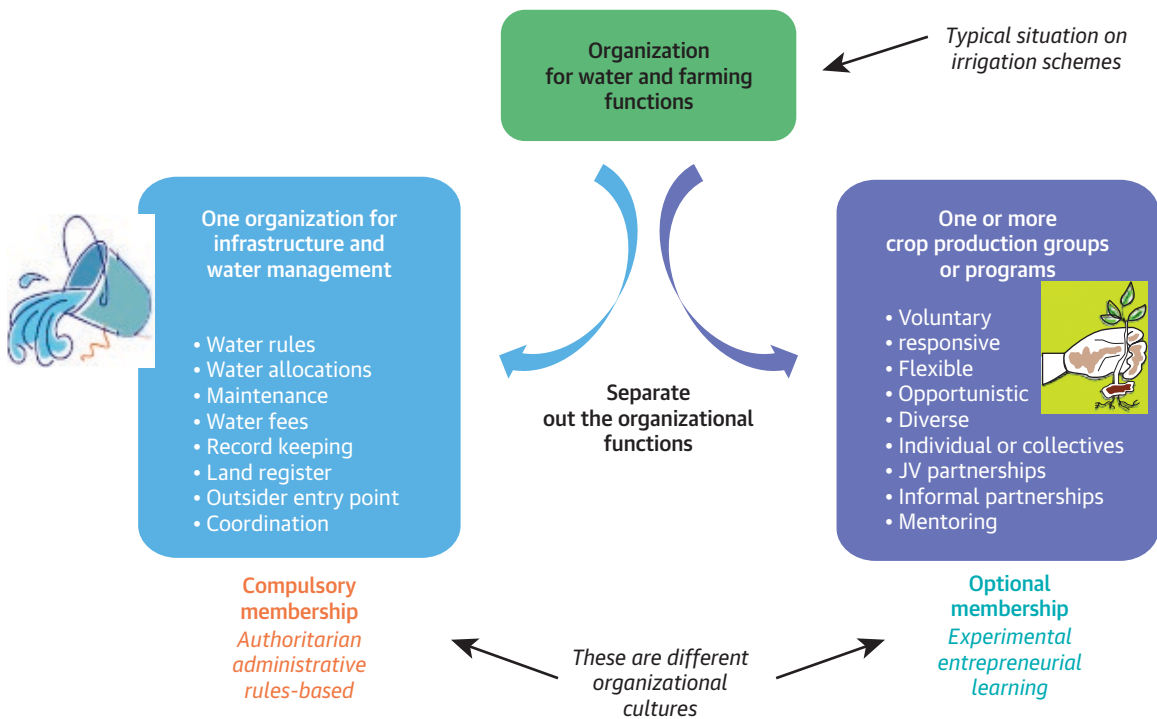 Organization
for water and farming
functions
Typical situation on
irrigation schemes
One organization for
infrastructure and
water management
• Water rules
• Water allocations
• Maintenance
• Water fees
• Record keeping
• Land register
• Outsider entry point
• Coordination
Separate
out the organizational
functions
One or more
crop production groups
or programs
• Voluntary
• responsive
• Flexible
• Opportunistic
• Diverse
• Individual or collectives
• JV partnerships
• Informal partnerships
• Mentoring
Compulsory
membership
Authoritarian
administrative
rules-based
These are different
organizational
cultures
Optional
membership
Experimental
entrepreneurial
learning